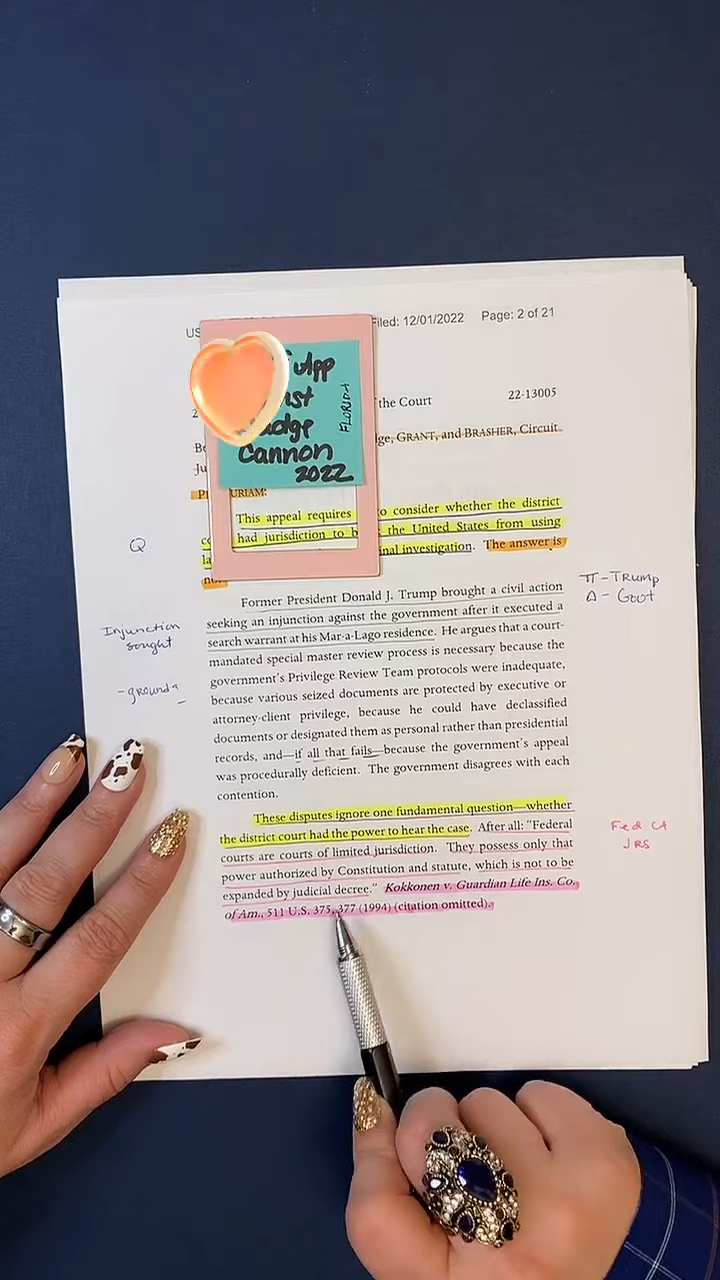 US
Filed: 12/01/2022 Page: 2 of 21
the Court 22-13005
2
ulpp
FLORIDA
Cannon
2022
Be
ge, GRANT, and BRASHER, Circuit
Ju
URIAM:
This appeal requires o consider whether the district
had jurisdiction to b the United States from using
la nal investigation. The answer is
no
Q
π-Trump
Δ- Govt
Former President Donald J. Trump brought a civil action
seeking an injunction against the government after it executed a
search warrant at his Mar-a-Lago residence. He argues that a court-
mandated special master review process is necessary because the
government's Privilege Review Team protocols were inadequate,
because various seized documents are protected by executive or
attorney-client privilege, because he could have declassified
documents or designated them as personal rather than presidential
records, and—if all that fails—because the government's appeal
was procedurally deficient. The government disagrees with each
contention.
Injunction
sought
-grounds
These disputes ignore one fundamental question—whether
the district court had the power to hear the case. After all: "Federal
courts are courts of limited jurisdiction. They possess only that
power authorized by Constitution and statute, which is not to be
expanded by judicial decree." Kokkonen v. Guardian Life Ins. Co.
of Am., 511 U.S. 375, 377 (1994) (citation omitted).
Fed Ct
JRS